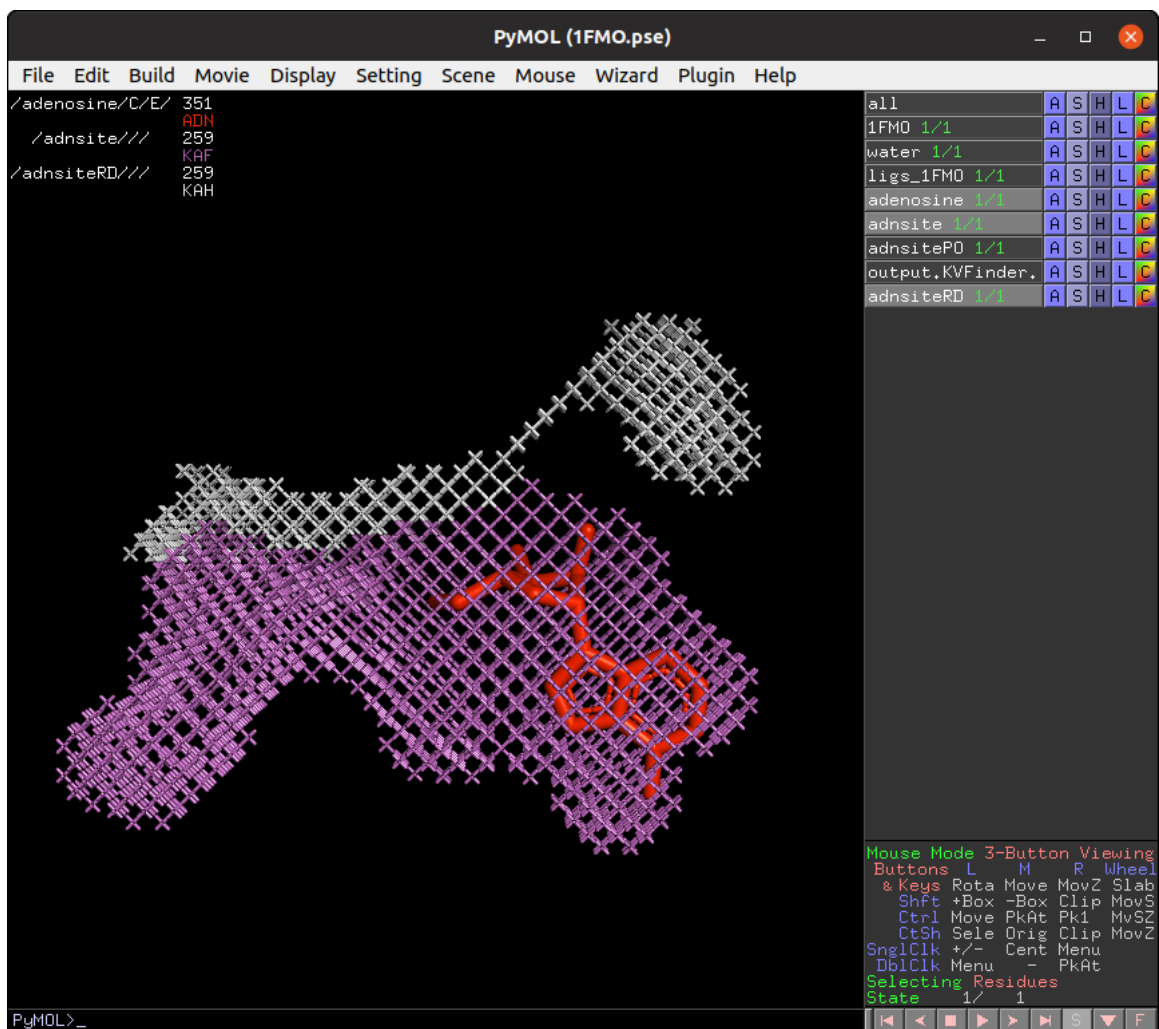 PyMOL (1FMO.pse)
File Edit Build Movie Display Setting Scene Mouse Wizard Plugin Help
/adenosine/C/E/ 351
ADN
/adnsite/// 259
KAF
/adnsiteRD/// 259
KAH
all A S H L C
1FMO 1/1 A S H L C
water 1/1 A S H L C
ligs_1FMO 1/1 A S H L C
adenosine 1/1 A S H L C
adnsite 1/1 A S H L C
adnsitePO 1/1 A S H L C
output.KVFinder. A S H L C
adnsiteRD 1/1 A S H L C
Mouse Mode 3-Button Viewing
Buttons L M R Wheel
& Keys Rota Move MovZ Slab
Shft +Box -Box Clip MovS
Ctrl Move PkAt Pk1 MvSZ
CtSh Sele Orig Clip MovZ
SnglClk +/- Cent Menu
DblClk Menu - PkAt
Selecting Residues
State 1/ 1
PyMOL>_
S F